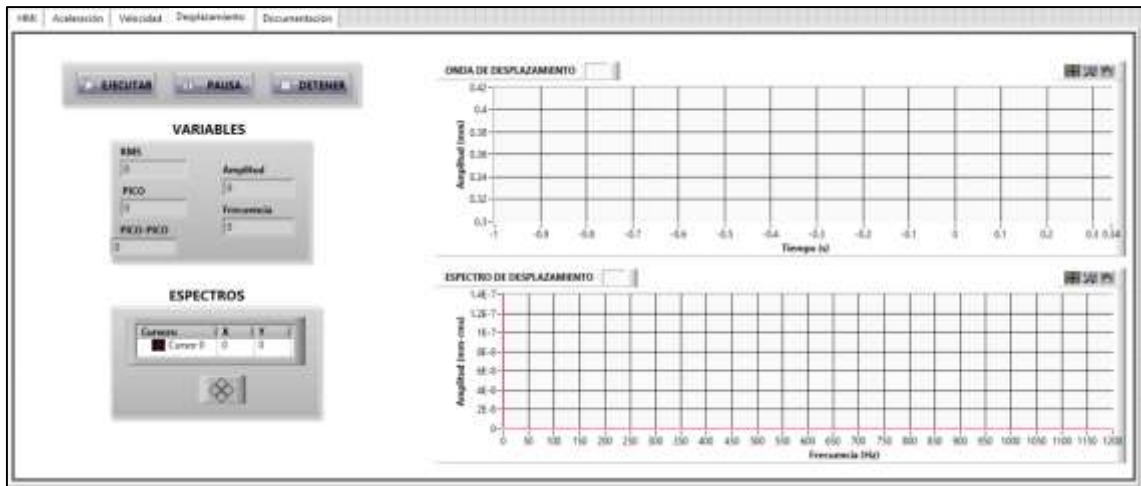 HMI Aceleración Velocidad Desplazamiento Documentación
EJECUTAR PAUSA DETENER
VARIABLES
RMS
0
PICO
0
PICO-PICO
0
Amplitud
0
Frecuencia
0
ESPECTROS
Cursors: X Y
Cursor 0 0 0
ONDA DE DESPLAZAMIENTO
Amplitud (mm)
0.42
0.4
0.38
0.36
0.34
0.32
0.3
-1 -0.9 -0.8 -0.7 -0.6 -0.5 -0.4 -0.3 -0.2 -0.1 0 0.1 0.2 0.3 0.34
Tiempo (s)
ESPECTRO DE DESPLAZAMIENTO
Amplitud (mm-rms)
1.4E-7
1.2E-7
1E-7
8E-8
6E-8
4E-8
2E-8
0
0 50 100 150 200 250 300 350 400 450 500 550 600 650 700 750 800 850 900 950 1000 1050 1100 1150 1200
Frecuencia (Hz)